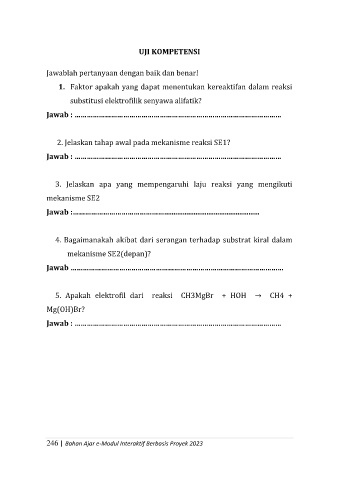 UJI KOMPETENSI
Jawablah pertanyaan dengan baik dan benar!
1. Faktor apakah yang dapat menentukan kereaktifan dalam reaksi
substitusi elektrofilik senyawa alifatik?
Jawab : ………………………………………………………………………………………
2. Jelaskan tahap awal pada mekanisme reaksi SE1?
Jawab : ………………………………………………………………………………………
3. Jelaskan apa yang mempengaruhi laju reaksi yang mengikuti
mekanisme SE2
Jawab :………………………………………………………………………………
4. Bagaimanakah akibat dari serangan terhadap substrat kiral dalam
mekanisme SE2(depan)?
Jawab …………………………………………………………………………………………
5. Apakah elektrofil dari reaksi CH3MgBr + HOH → CH4 +
Mg(OH)Br?
Jawab : ………………………………………………………………………………………
246 | Bahan Ajar e-Modul Interaktif Berbasis Proyek 2023